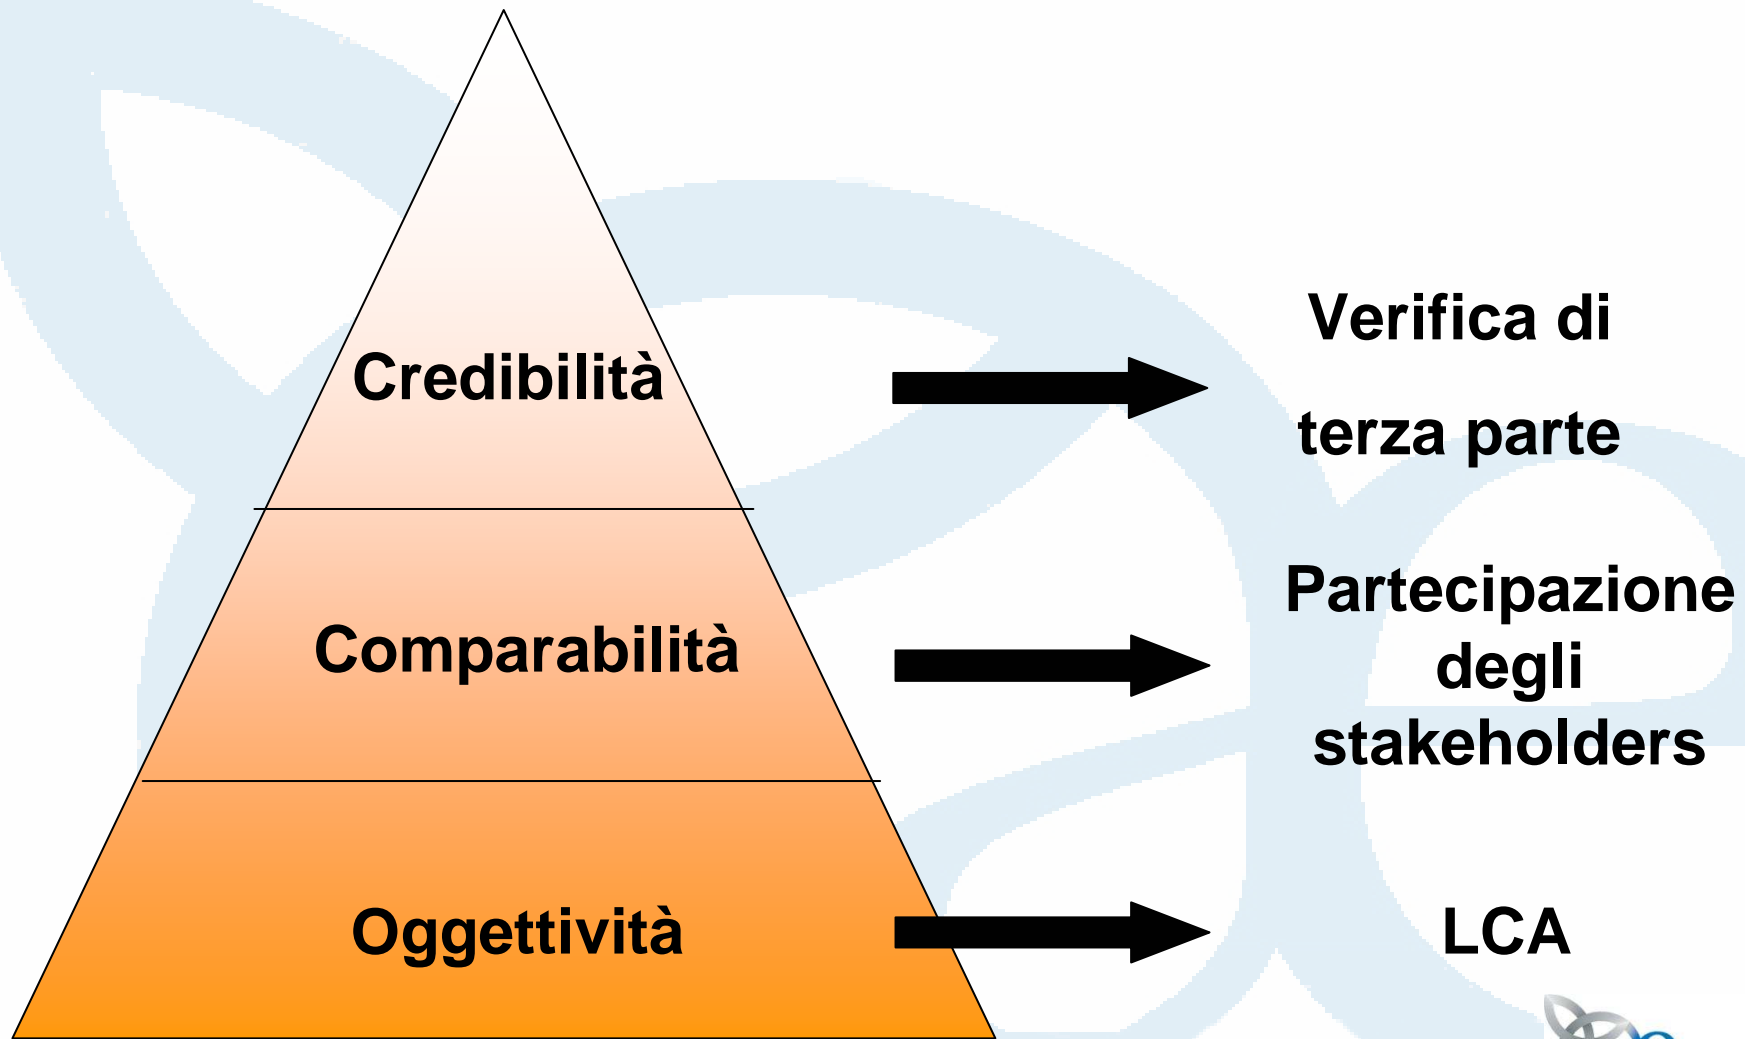 Credibilità
Verifica di
terza parte
Comparabilità
Partecipazione
degli
stakeholders
Oggettività
LCA